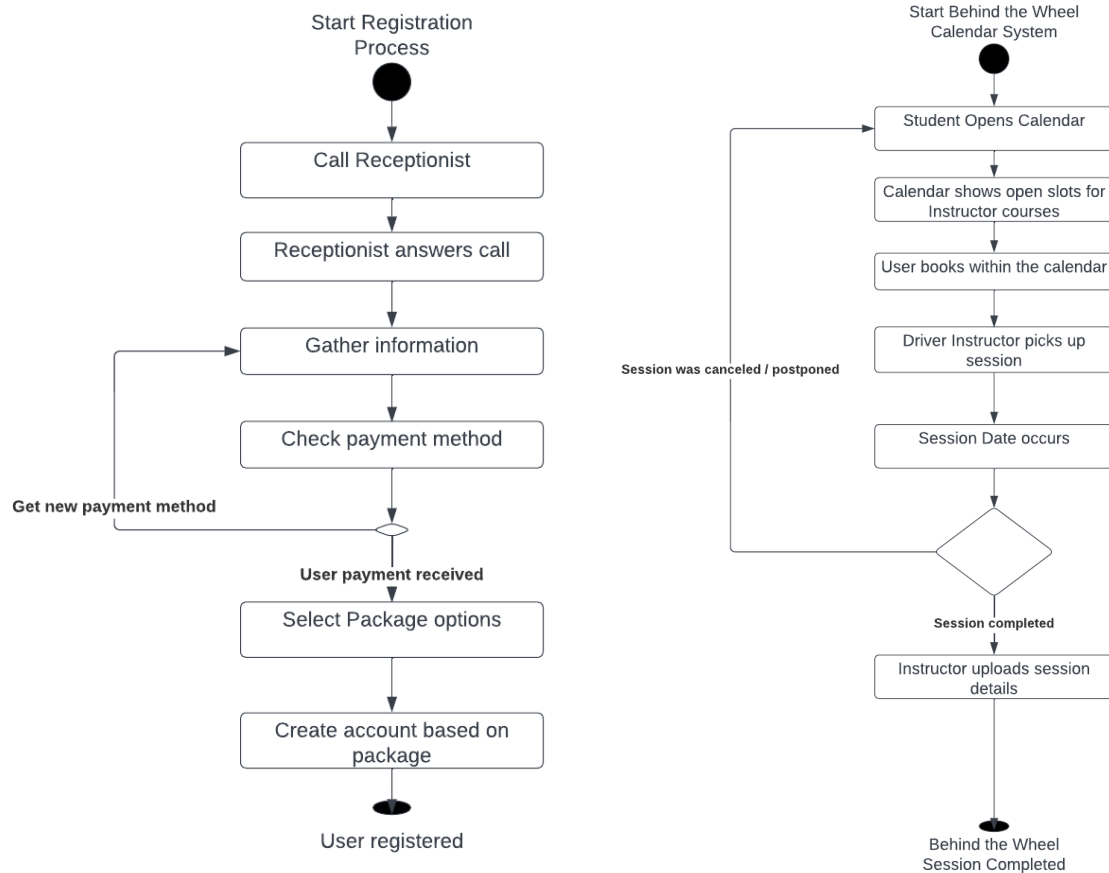 Start Registration
Process
Call Receptionist
Receptionist answers call
Gather information
Check payment method
Get new payment method
User payment received
Select Package options
Create account based on
package
User registered
Start Behind the Wheel
Calendar System
Student Opens Calendar
Calendar shows open slots for
Instructor courses
User books within the calendar
Driver Instructor picks up
session
Session was canceled / postponed
Session Date occurs
Session completed
Instructor uploads session
details
Behind the Wheel
Session Completed